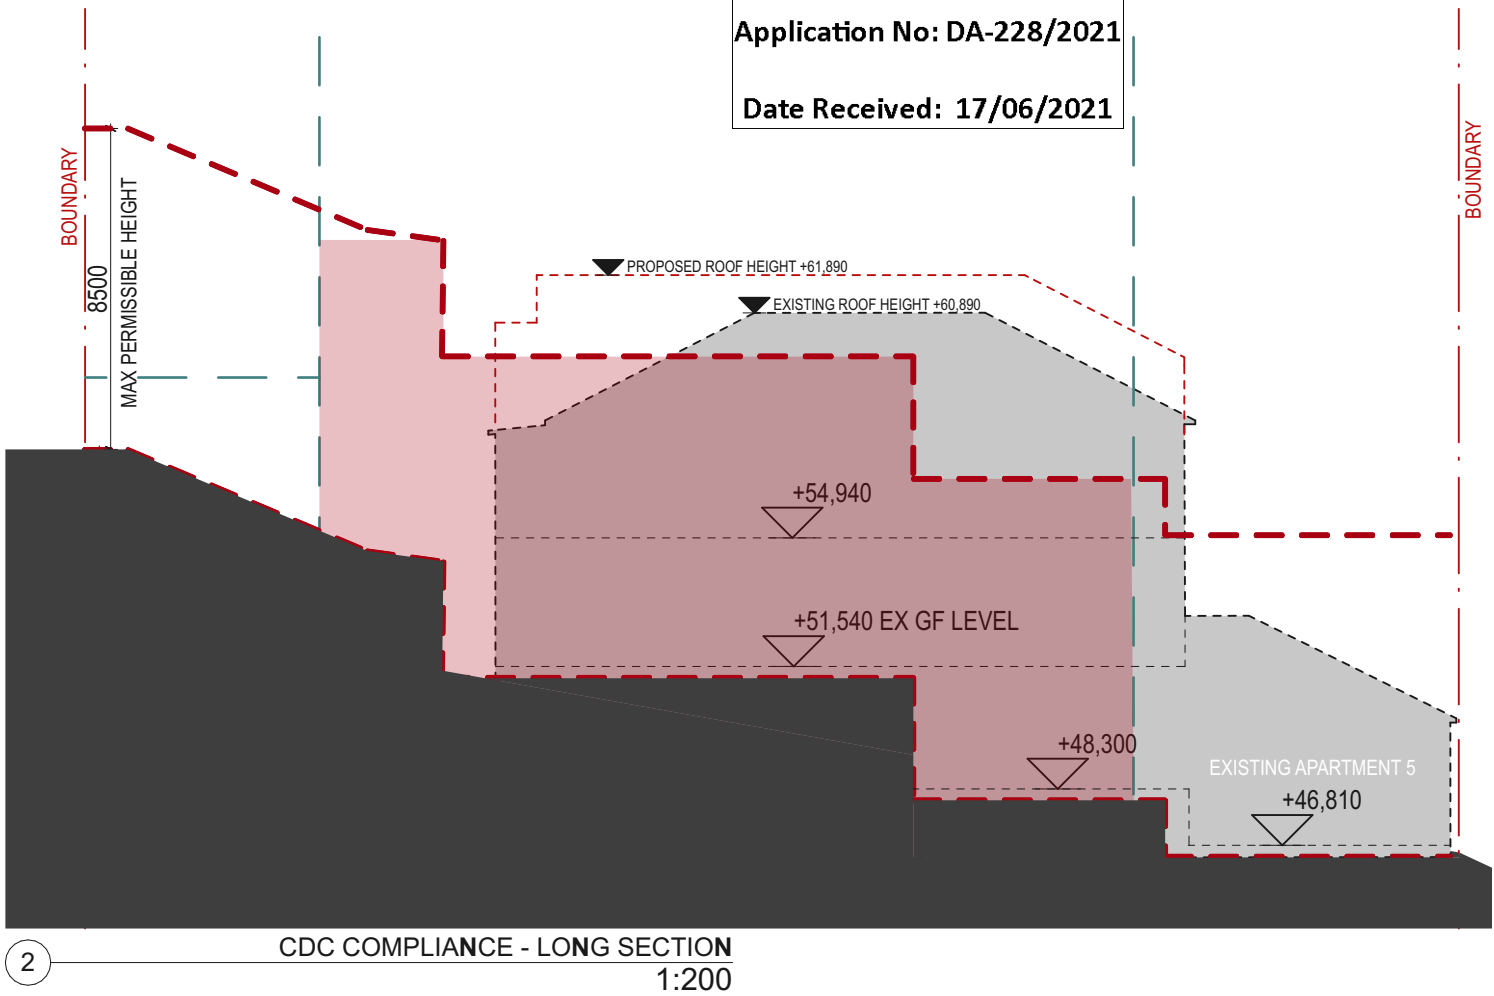 Application No: DA-228/2021
Date Received: 17/06/2021
BOUNDARY
8500
MAX PERMISSIBLE HEIGHT
BOUNDARY
PROPOSED ROOF HEIGHT +61,890
EXISTING ROOF HEIGHT +60,890
+54,940
+51,540 EX GF LEVEL
+48,300
EXISTING APARTMENT 5
+46,810
2
CDC COMPLIANCE - LONG SECTION
1:200